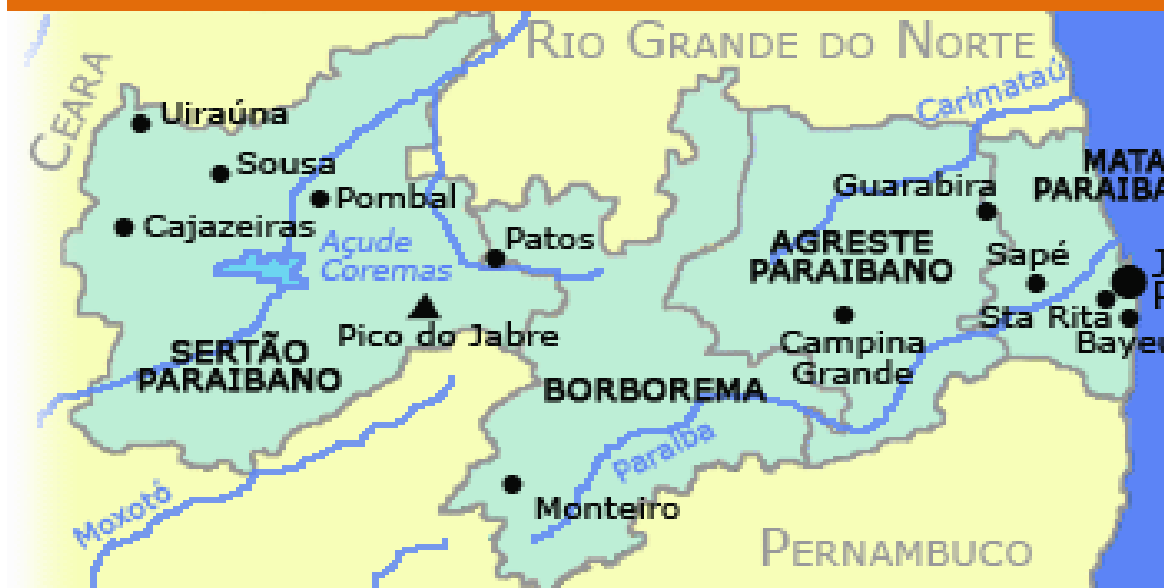 RIO GRANDE DO NORTE
CEARA
Carimataú
Uiraúna
Sousa
MATA
Pombal
Guarabira
Cajazeiras
Açude
Coremas
Patos
AGRESTE
PARAIBANO
Sapé
Pico do Jabre
Sta Rita
Campina
Grande
SERTÃO
PARAIBANO
BORBOREMA
Paraíba
Moxotó
Monteiro
PERNAMBUCO